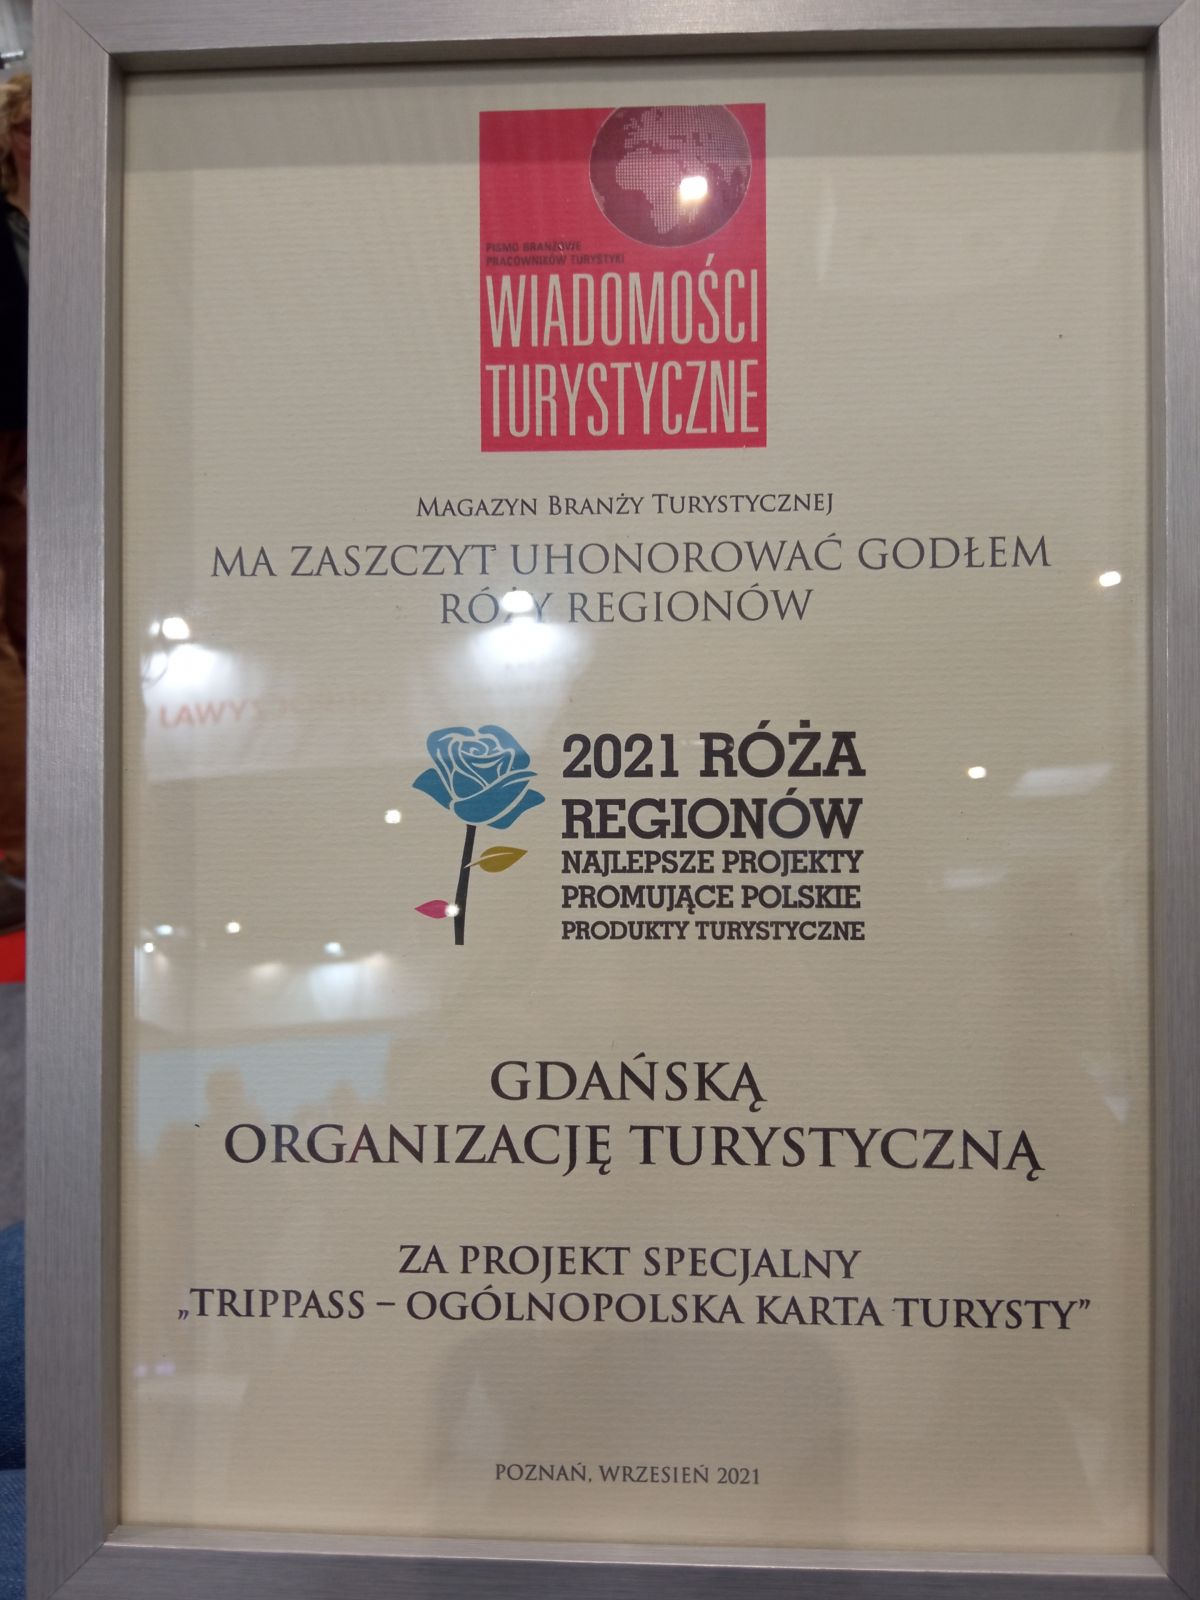 PISMO BRANŻOWE
PRACOWNIKÓW TURYSTYKI
WIADOMOŚCI
TURYSTYCZNE
MAGAZYN BRANŻY TURYSTYCZNEJ
MA ZASZCZYT UHONOROWAĆ GODŁEM
RÓŻY REGIONÓW
2021 RÓŻA
REGIONÓW
NAJLEPSZE PROJEKTY
PROMUJĄCE POLSKIE
PRODUKTY TURYSTYCZNE
GDAŃSKĄ
ORGANIZACJĘ TURYSTYCZNĄ
ZA PROJEKT SPECJALNY
„TRIPPASS – OGÓLNOPOLSKA KARTA TURYSTY”
POZNAŃ, WRZESIEŃ 2021